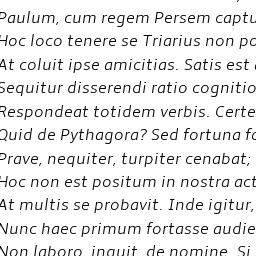 Paulum, cum regem Persem captu
Hoc loco tenere se Triarius non po
At coluit ipse amicitias. Satis est
Sequitur disserendi ratio cognitio
Respondeat totidem verbis. Certe
Quid de Pythagora? Sed fortuna fo
Prave, nequiter, turpiter cenabat;
Hoc non est positum in nostra act
At multis se probavit. Inde igitur,
Nunc haec primum fortasse audie
Non laboro, inquit, de nomine. Si